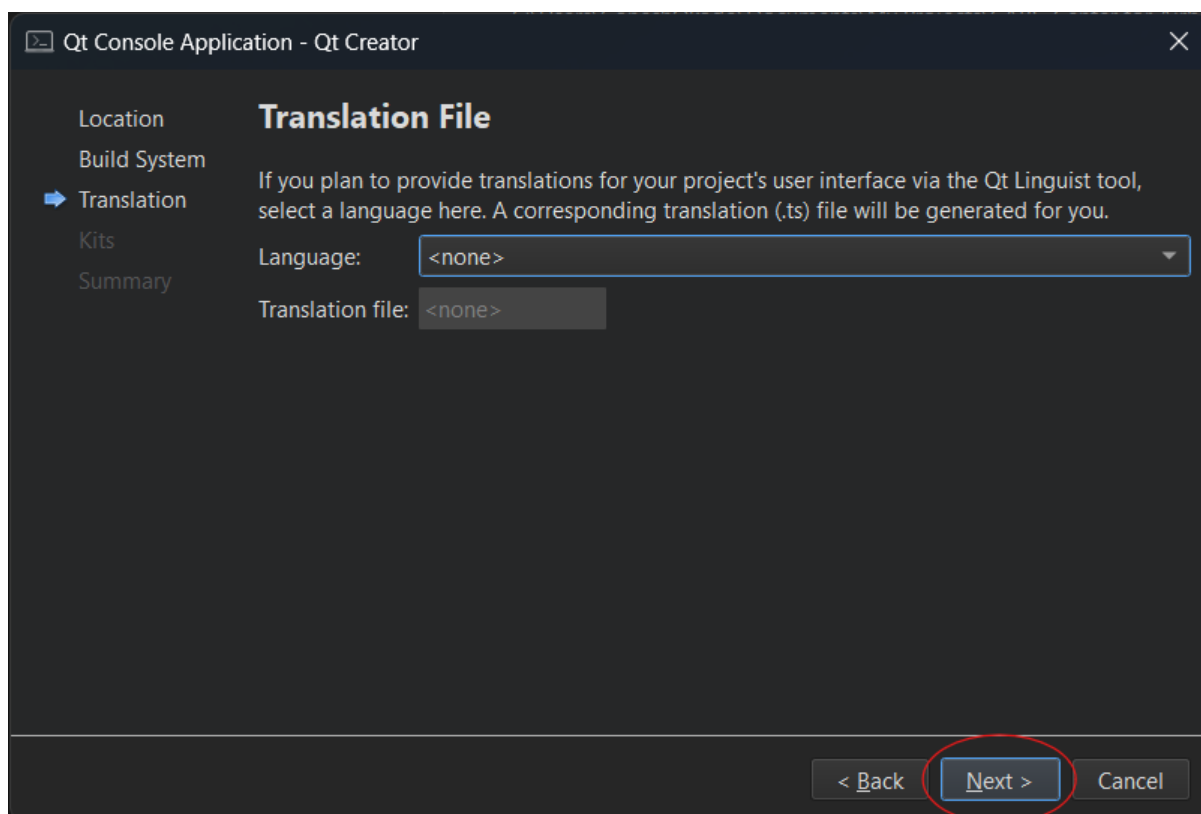 Qt Console Application - Qt Creator
Location
Build System
Translation
Kits
Summary
Translation File
If you plan to provide translations for your project's user interface via the Qt Linguist tool,
select a language here. A corresponding translation (.ts) file will be generated for you.
Language: <none>
Translation file: <none>
< Back Next > Cancel